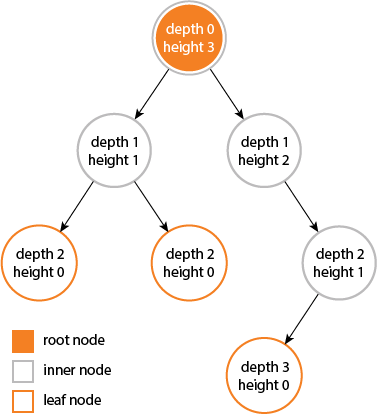 depth 0
height 3
depth 1
height 1
depth 1
height 2
depth 2
height 0
depth 2
height 0
depth 2
height 1
depth 3
height 0
root node
inner node
leaf node